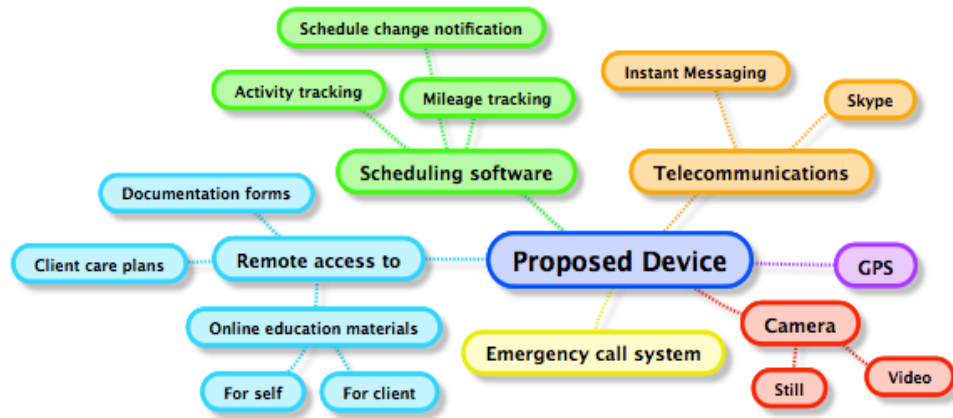 Schedule change notification
Instant Messaging
Activity tracking
Mileage tracking
Skype
Scheduling software
Telecommunications
Documentation forms
Client care plans
Remote access to
Proposed Device
GPS
Online education materials
Emergency call system
Camera
For self
For client
Still
Video